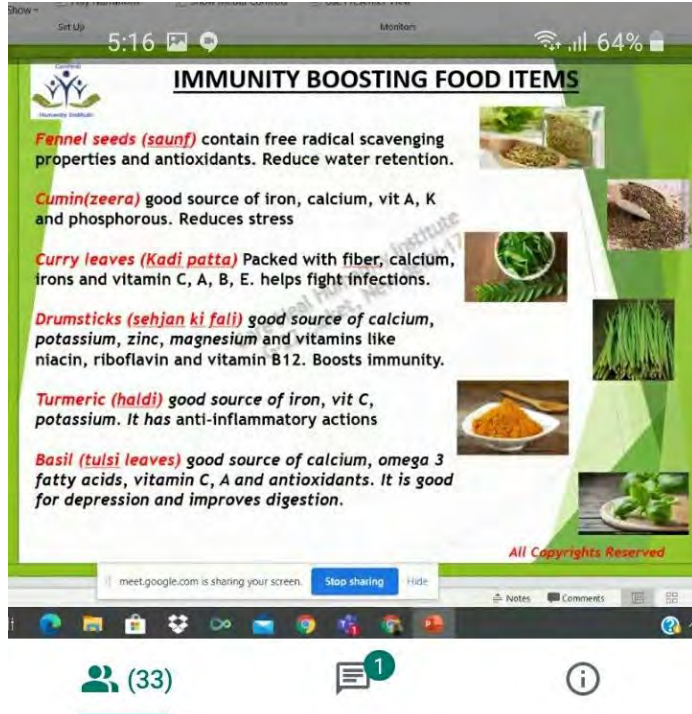 Show
Set Up
Monitors
5:16
64%
IMMUNITY BOOSTING FOOD ITEMS
Humanity Institute
Fennel seeds (saunf) contain free radical scavenging
properties and antioxidants. Reduce water retention.
Cumin(zeera) good source of iron, calcium, vit A, K
and phosphorous. Reduces stress
Curry leaves (Kadi patta) Packed with fiber, calcium,
irons and vitamin C, A, B, E. helps fight infections.
Drumsticks (sehjan ki fali) good source of calcium,
potassium, zinc, magnesium and vitamins like
niacin, riboflavin and vitamin B12. Boosts immunity.
Turmeric (haldi) good source of iron, vit C,
potassium. It has anti-inflammatory actions
Basil (tulsi leaves) good source of calcium, omega 3
fatty acids, vitamin C, A and antioxidants. It is good
for depression and improves digestion.
All Copyrights Reserved
meet.google.com is sharing your screen. Stop sharing Hide
Notes Comments
(33) 1